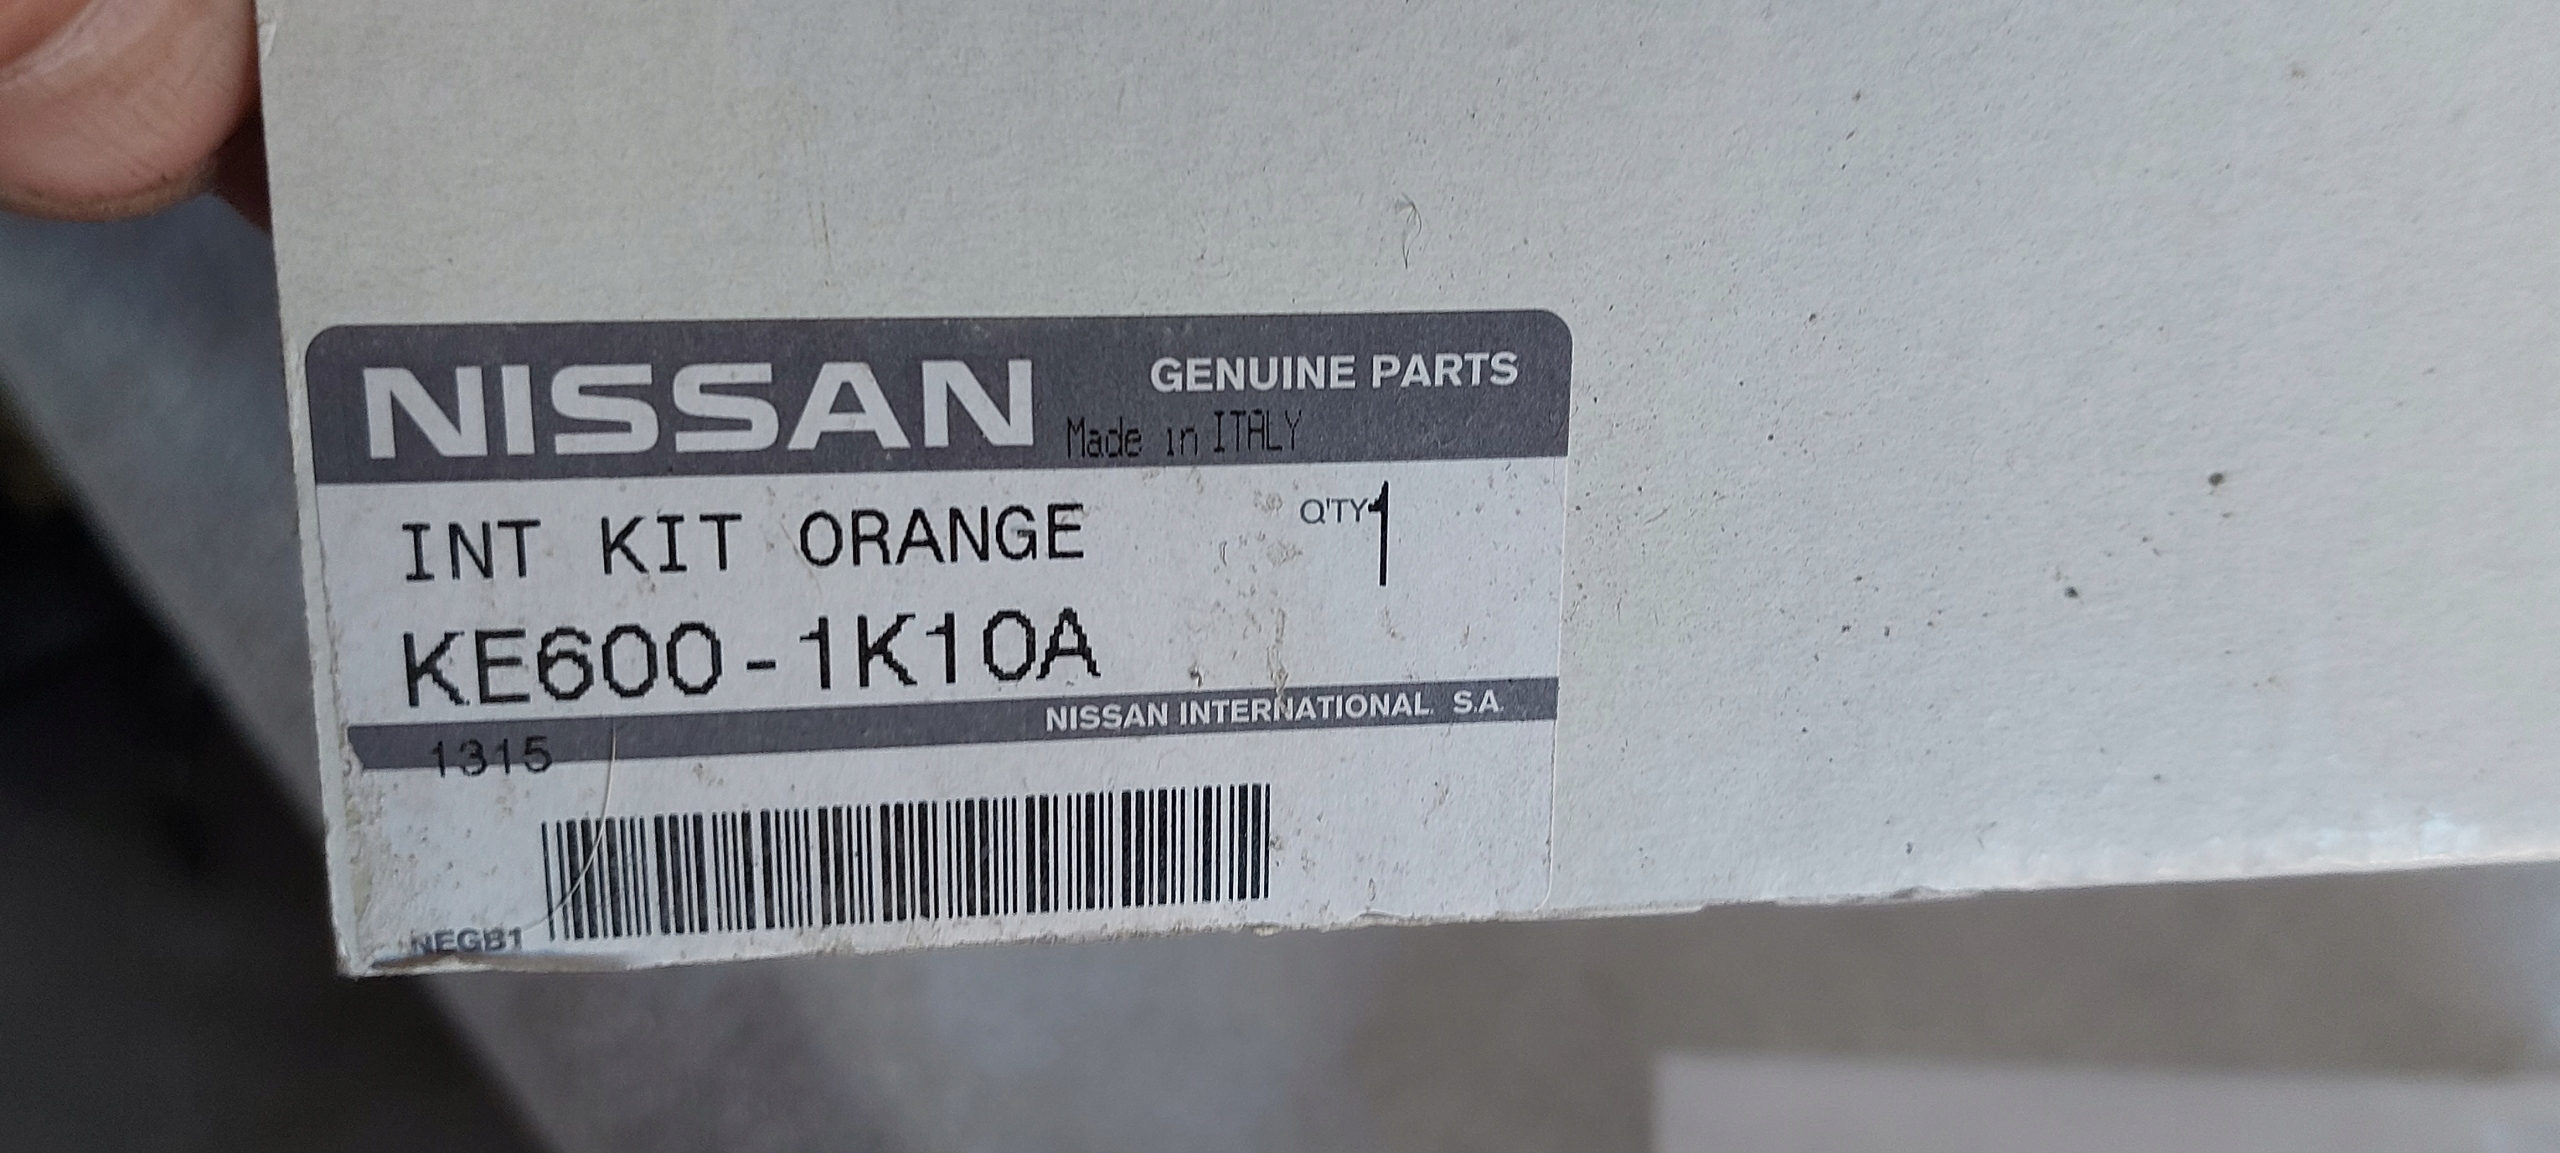 NISSAN GENUINE PARTS
Made in ITALY
INT KIT ORANGE Q'TY 1
KE600-1K10A
NISSAN INTERNATIONAL S.A.
1315
NEGB1